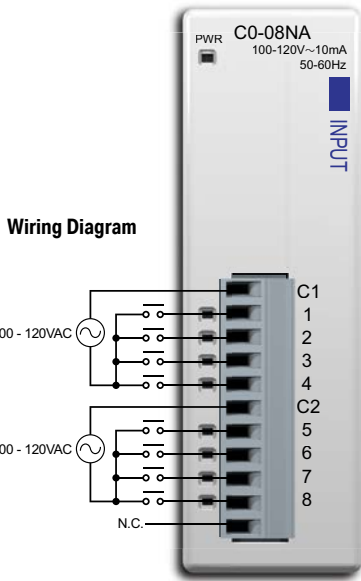 PWR
C0-08NA
100-120V~10mA
50-60Hz
INPUT
Wiring Diagram
C1
1
2
00 - 120VAC
3
4
C2
5
00 - 120VAC
6
7
8
N.C.